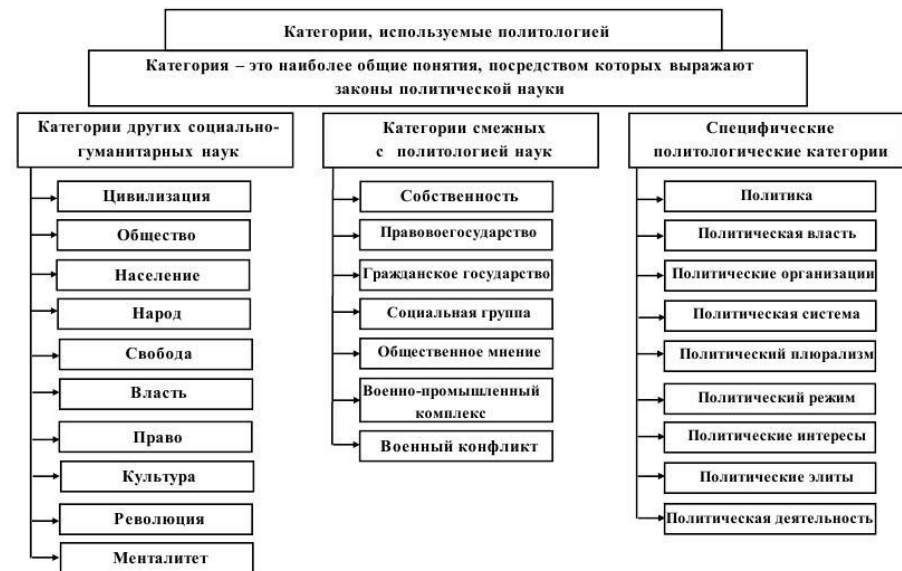 Категории, используемые политологией
Категория – это наиболее общие понятия, посредством которых выражают
законы политической науки
Категории других социально-
гуманитарных наук
Цивилизация
Общество
Население
Народ
Свобода
Власть
Право
Культура
Революция
Менталитет
Категории смежных
с политологией наук
Собственность
Правовоегосударство
Гражданское государство
Социальная группа
Общественное мнение
Военно-промышленный
комплекс
Военный конфликт
Специфические
политологические категории
Политика
Политическая власть
Политические организации
Политическая система
Политический плюрализм
Политический режим
Политические интересы
Политические элиты
Политическая деятельность